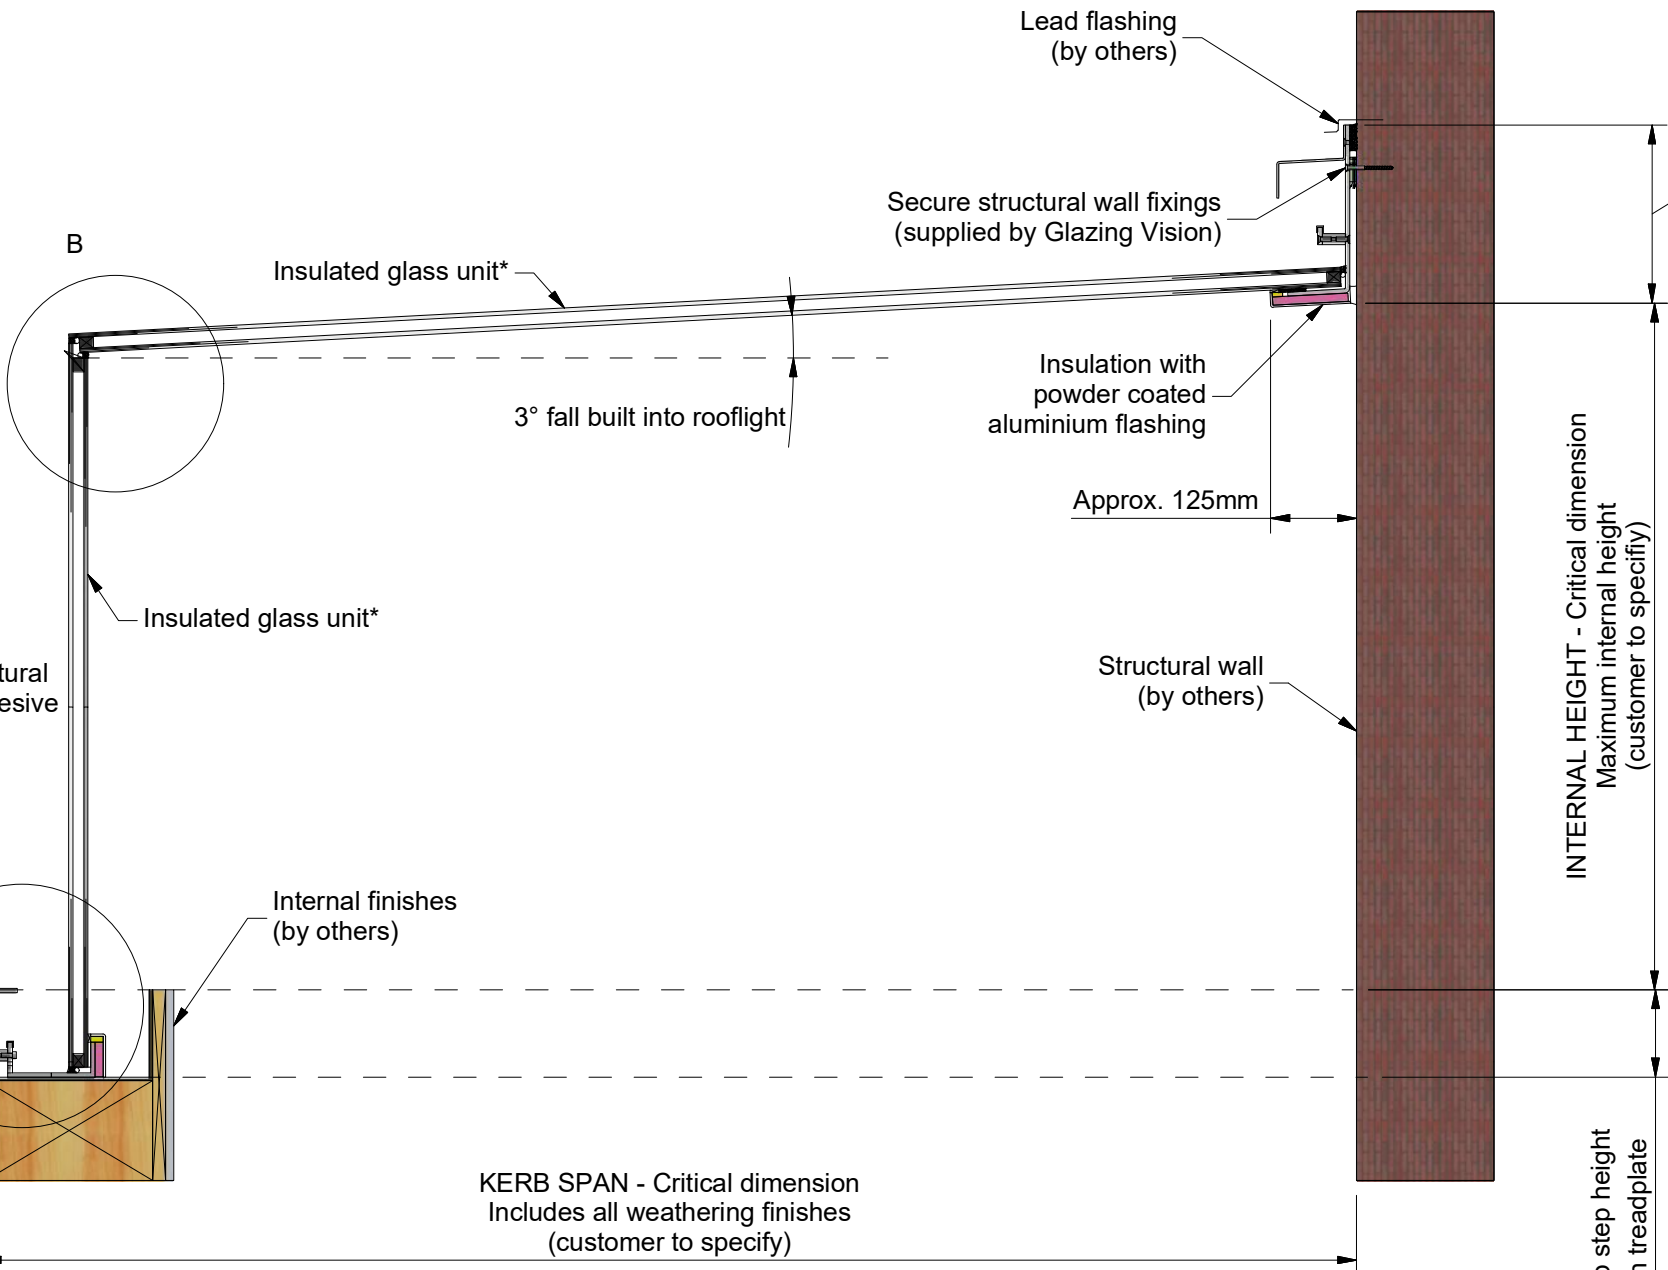 Lead flashing
(by others)
Secure structural wall fixings
(supplied by Glazing Vision)
B
Insulated glass unit*
Insulation with
powder coated
aluminium flashing
3° fall built into rooflight
Approx. 125mm
INTERNAL HEIGHT - Critical dimension
Maximum internal height
(customer to specifiy)
Insulated glass unit*
Structural wall
(by others)
tural
esive
Internal finishes
(by others)
KERB SPAN - Critical dimension
Includes all weathering finishes
(customer to specify)
step height
treadplate